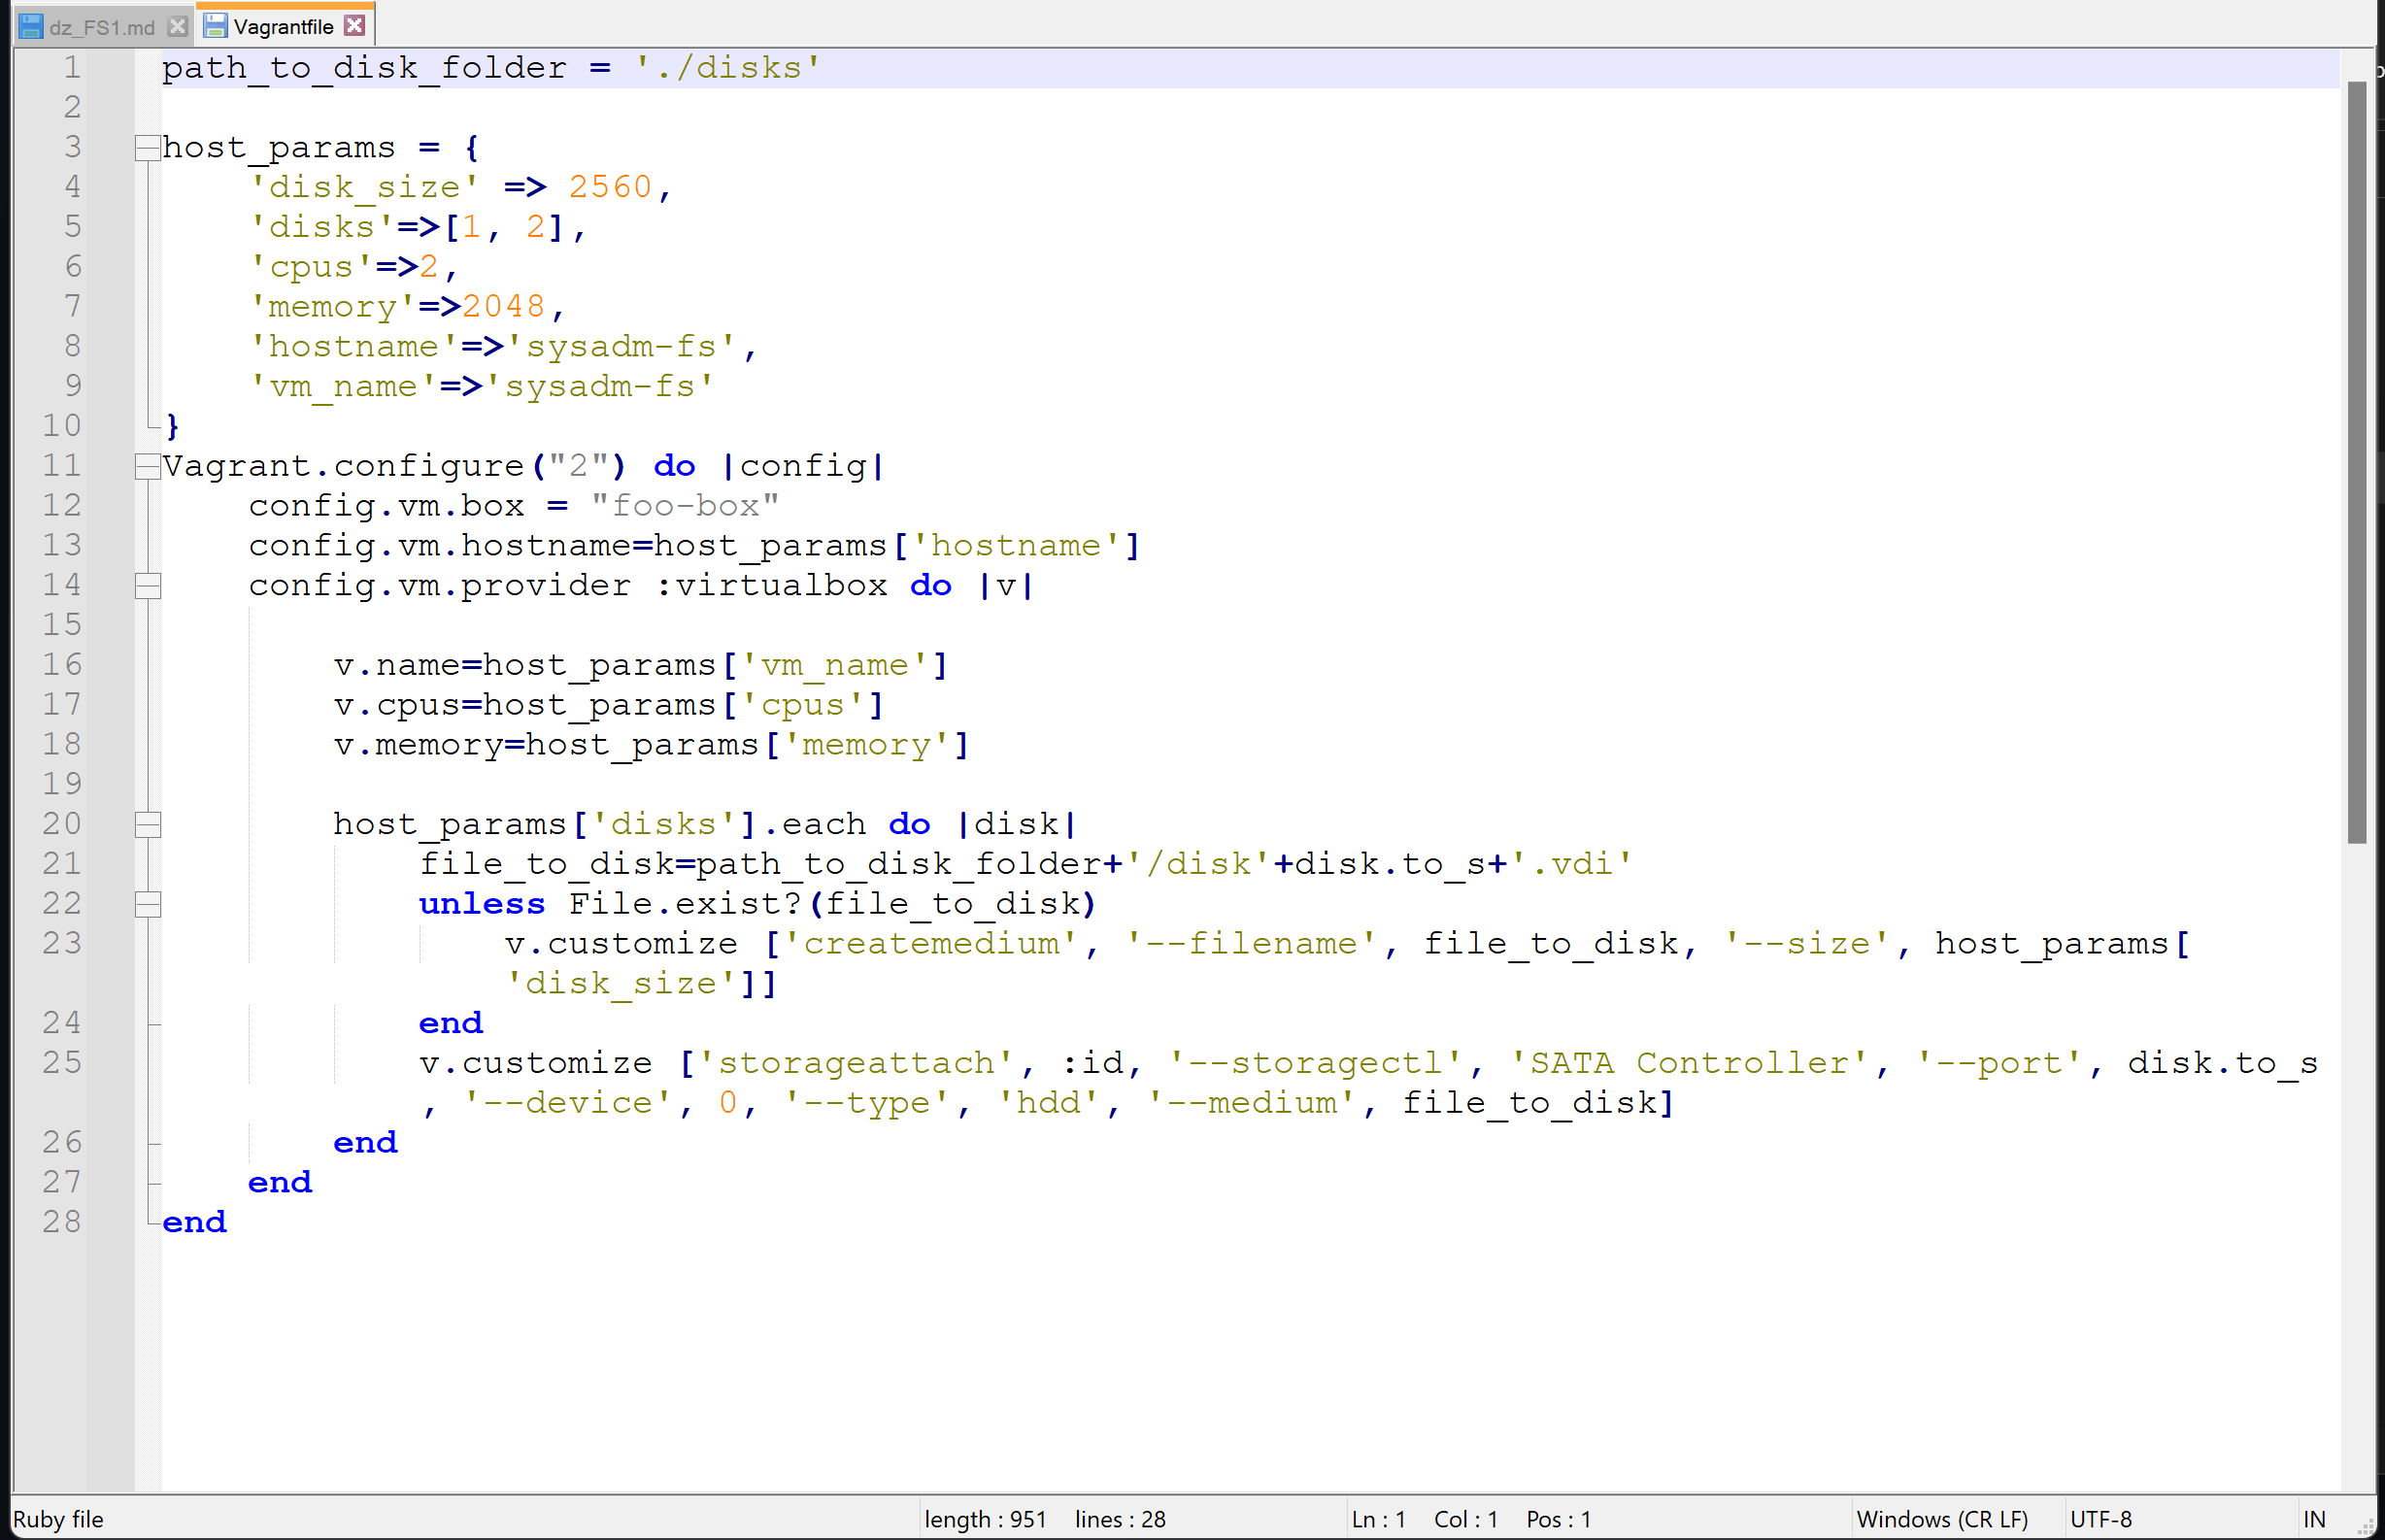 dz_FS1.md Vagrantfile
1 path_to_disk_folder = './disks'
2
3 host_params = {
4 'disk_size' => 2560,
5 'disks'=>[1, 2],
6 'cpus'=>2,
7 'memory'=>2048,
8 'hostname'=>'sysadm-fs',
9 'vm_name'=>'sysadm-fs'
10 }
11 Vagrant.configure("2") do |config|
12 config.vm.box = "foo-box"
13 config.vm.hostname=host_params['hostname']
14 config.vm.provider :virtualbox do |v|
15
16 v.name=host_params['vm_name']
17 v.cpus=host_params['cpus']
18 v.memory=host_params['memory']
19
20 host_params['disks'].each do |disk|
21 file_to_disk=path_to_disk_folder+'/disk'+disk.to_s+'.vdi'
22 unless File.exist?(file_to_disk)
23 v.customize ['createmedium', '--filename', file_to_disk, '--size', host_params[
'disk_size']]
24 end
25 v.customize ['storageattach', :id, '--storagectl', 'SATA Controller', '--port', disk.to_s
, '--device', 0, '--type', 'hdd', '--medium', file_to_disk]
26 end
27 end
28 end
Ruby file length : 951 lines : 28 Ln : 1 Col : 1 Pos : 1 Windows (CR LF) UTF-8 IN